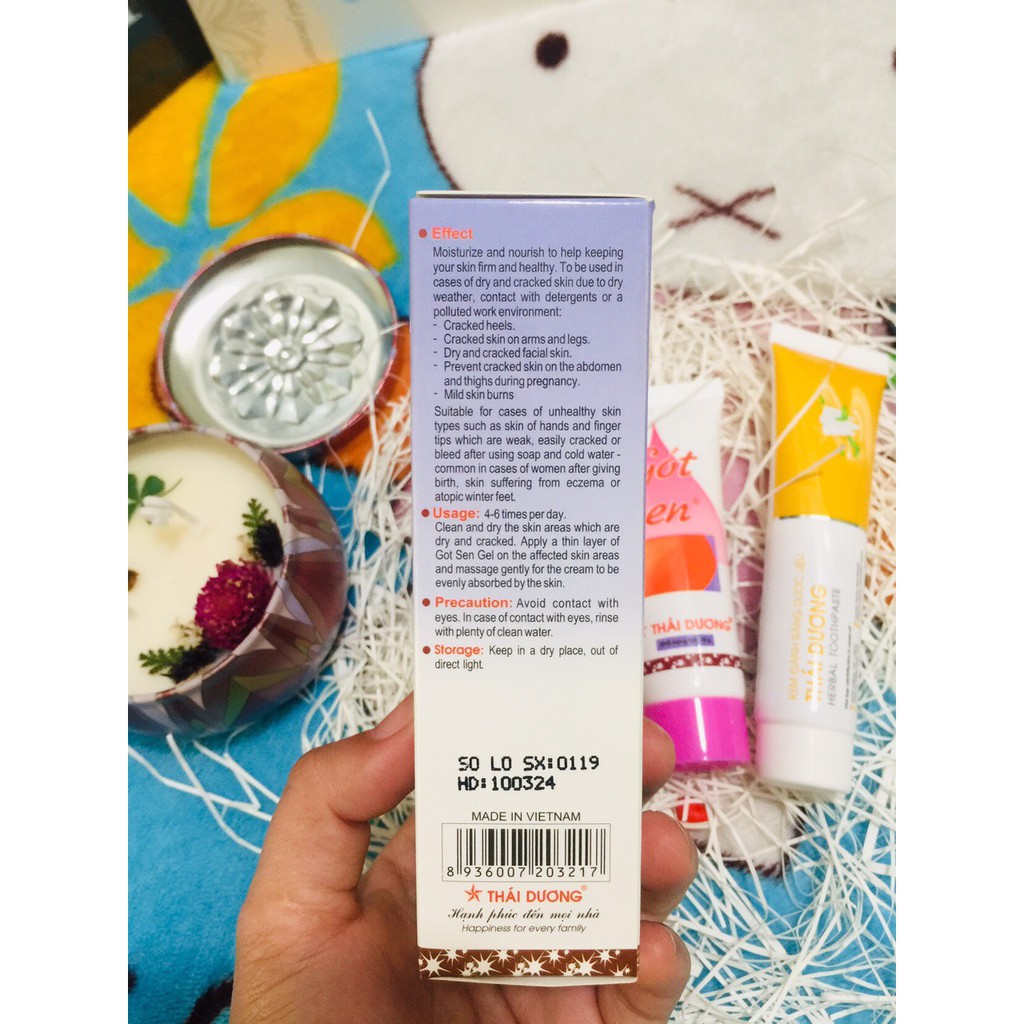 Effect
Moisturize and nourish to help keeping
your skin firm and healthy. To be used in
cases of dry and cracked skin due to dry
weather, contact with detergents or a
polluted work environment:
- Cracked heels.
- Cracked skin on arms and legs.
- Dry and cracked facial skin.
- Prevent cracked skin on the abdomen
and thighs during pregnancy.
- Mild skin burns
Suitable for cases of unhealthy skin
types such as skin of hands and finger
tips which are weak, easily cracked or
bleed after using soap and cold water -
common in cases of women after giving
birth, skin suffering from eczema or
atopic winter feet.
Usage: 4-6 times per day.
Clean and dry the skin areas which are
dry and cracked. Apply a thin layer of
Got Sen Gel on the affected skin areas
and massage gently for the cream to be
evenly absorbed by the skin.
Precaution: Avoid contact with
eyes. In case of contact with eyes, rinse
with plenty of clean water.
Storage: Keep in a dry place, out of
direct light.
SO LO SX:0119
HD:100324
MADE IN VIETNAM
8 936007 203217
THÁI DƯƠNG®
Hạnh phúc đến mọi nhà
Happiness for every family
Gót
Sen®
THÁI DƯƠNG®
KEM ĐÁNH RĂNG DƯỢC LIỆU
THÁI DƯƠNG
HERBAL TOOTHPASTE